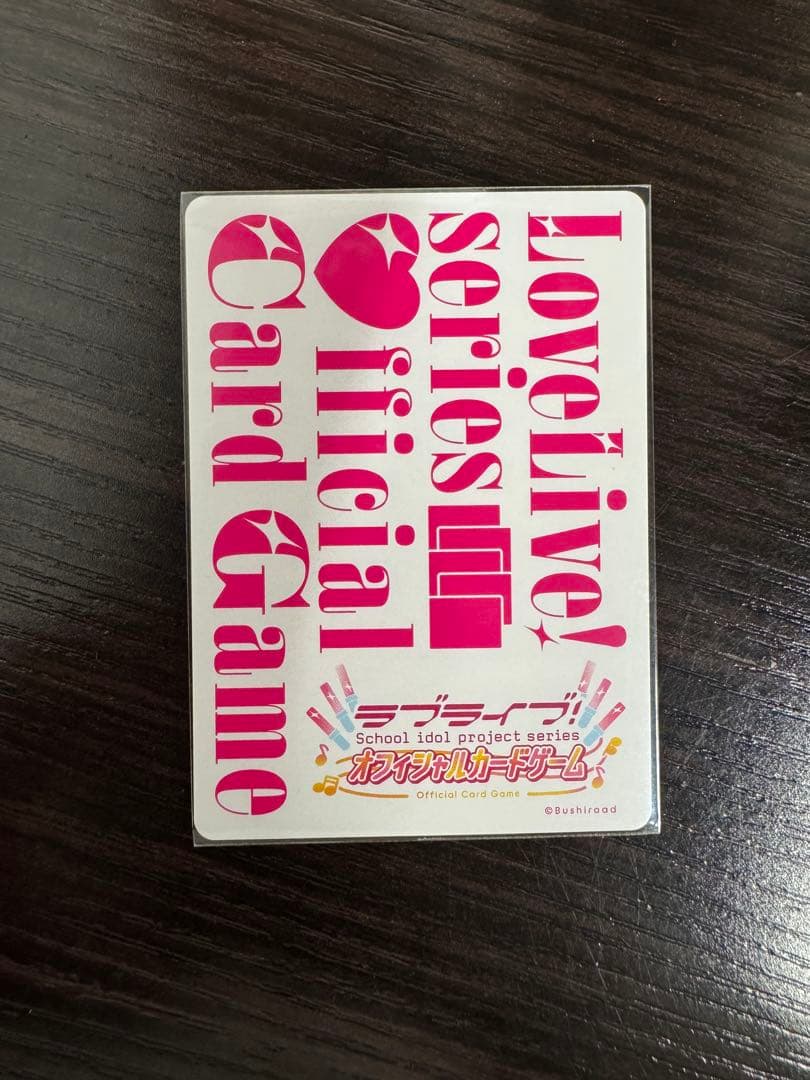 LoveLive!
series
Official
Card Game
ラブライブ!
School idol project series
オフィシャルカードゲーム
Official Card Game
©Bushiroad